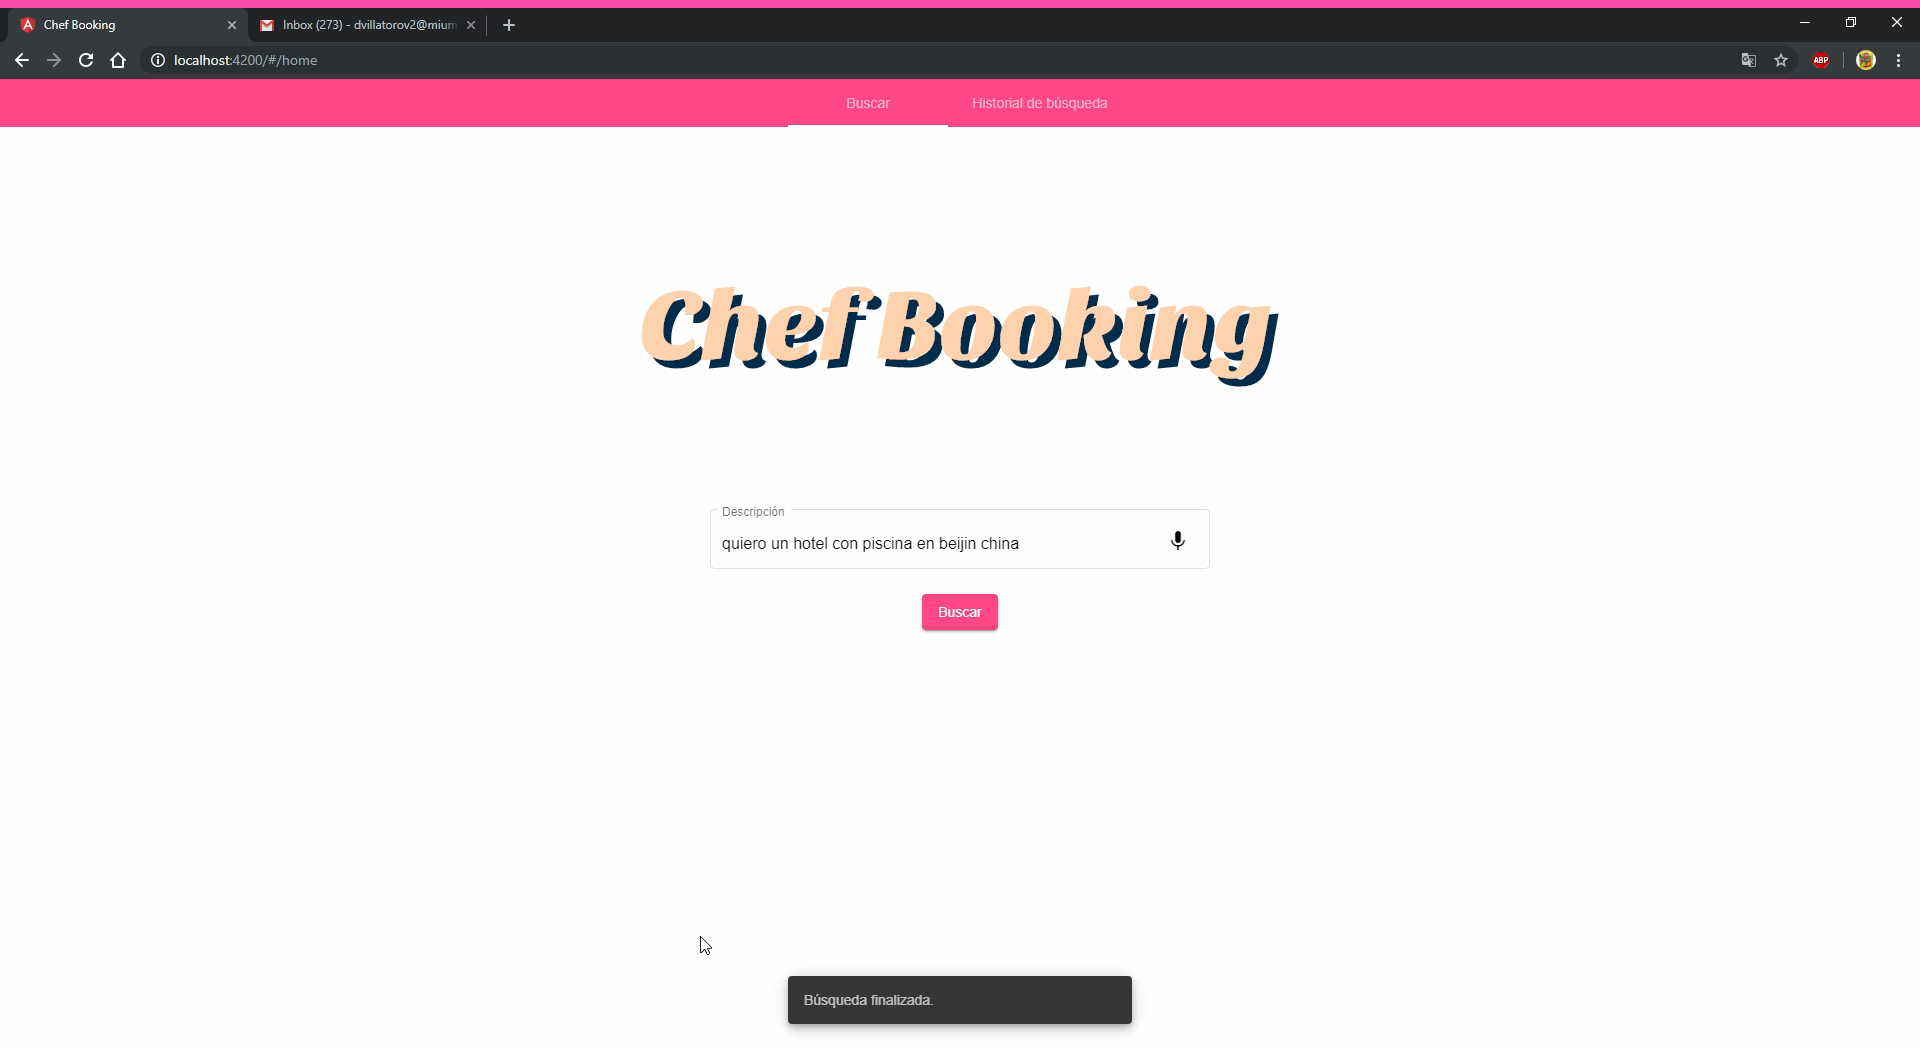 Chef Booking
Inbox (273) - dvillatorov2@mium
localhost:4200/#/home
ABP
Buscar
Historial de búsqueda
Chef Booking
Descripción
quiero un hotel con piscina en beijin china
Buscar
Búsqueda finalizada.